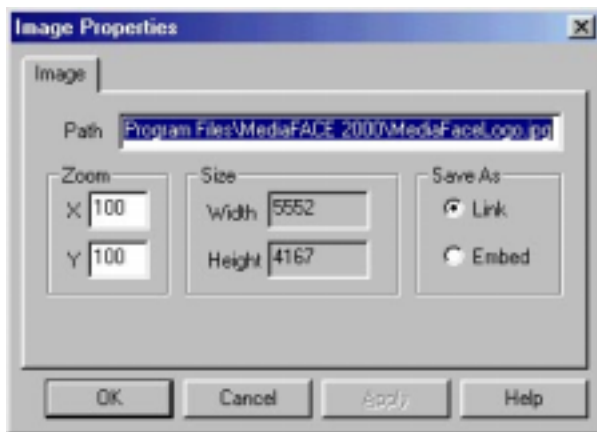 Image Properties
Image
Path Program Files\MediaFACE 2000\MediaFaceLogo.jpg
Zoom
X 100
Y 100
Size
Width 5552
Height 4167
Save As
Link
Embed
OK Cancel Apply Help